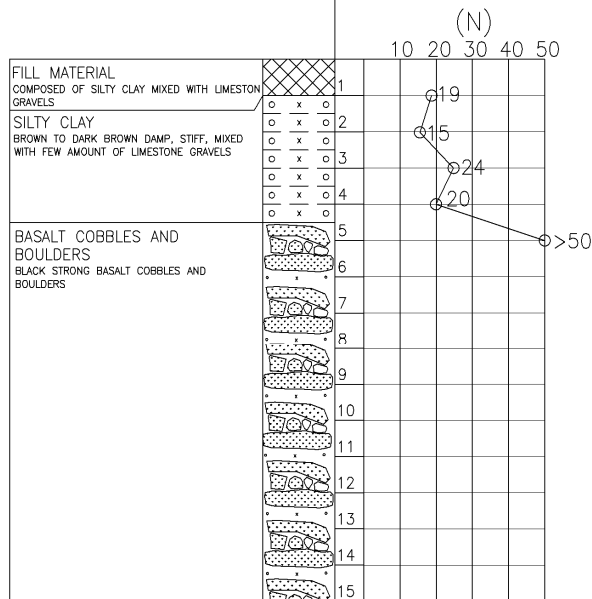 (N)
10 20 30 40 50
FILL MATERIAL
COMPOSED OF SILTY CLAY MIXED WITH LIMESTON
GRAVELS
1
19
SILTY CLAY
2
15
BROWN TO DARK BROWN DAMP, STIFF, MIXED
WITH FEW AMOUNT OF LIMESTONE GRAVELS
3
24
4
20
5
>50
BASALT COBBLES AND
BOULDERS
BLACK STRONG BASALT COBBLES AND
BOULDERS
6
7
8
9
10
11
12
13
14
15